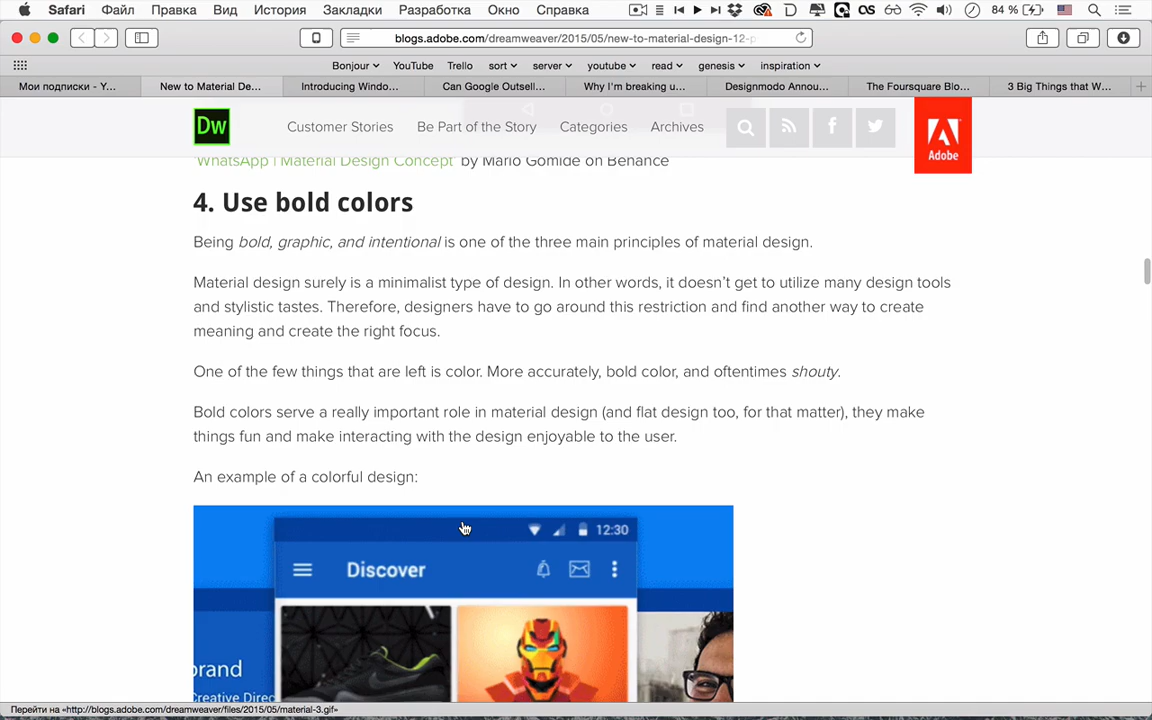 Safari Файл Правка Вид История Закладки Разработка Окно Справка 84 %
blogs.adobe.com/dreamweaver/2015/05/new-to-material-design-12-p
Bonjour YouTube Trello sort server youtube read genesis inspiration
Мои подписки - Y... New to Material De... Introducing Windo... Can Google Outsell... Why I'm breaking u... Designmodo Annou... The Foursquare Blo... 3 Big Things that W...
Dw Customer Stories Be Part of the Story Categories Archives Adobe
"WhatsApp | Material Design Concept" by Mario Gomide on Behance
4. Use bold colors
Being bold, graphic, and intentional is one of the three main principles of material design.
Material design surely is a minimalist type of design. In other words, it doesn't get to utilize many design tools
and stylistic tastes. Therefore, designers have to go around this restriction and find another way to create
meaning and create the right focus.
One of the few things that are left is color. More accurately, bold color, and oftentimes shouty.
Bold colors serve a really important role in material design (and flat design too, for that matter), they make
things fun and make interacting with the design enjoyable to the user.
An example of a colorful design:
12:30
Discover
brand
Creative Direc
Перейти на «http://blogs.adobe.com/dreamweaver/files/2015/05/material-3.gif»